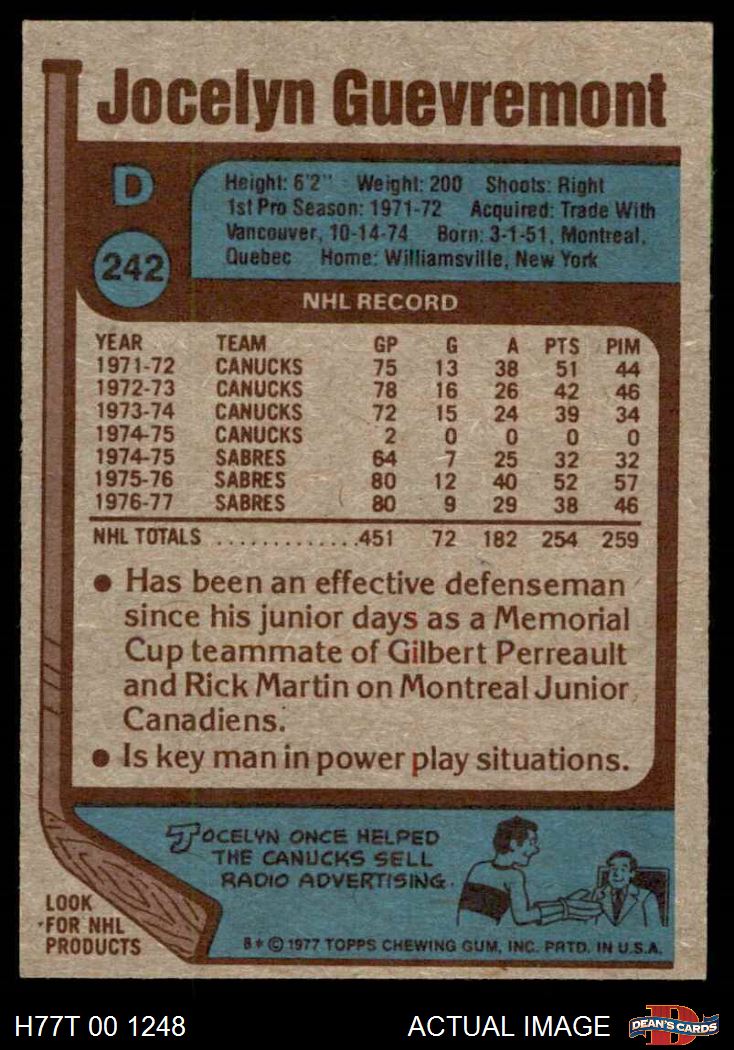 Jocelyn Guevremont
D
242
Height: 6'2" Weight: 200 Shoots: Right
1st Pro Season: 1971-72 Acquired: Trade With
Vancouver, 10-14-74 Born: 3-1-51, Montreal,
Quebec Home: Williamsville, New York
NHL RECORD
YEAR TEAM GP G A PTS PIM
1971-72 CANUCKS 75 13 38 51 44
1972-73 CANUCKS 78 16 26 42 46
1973-74 CANUCKS 72 15 24 39 34
1974-75 CANUCKS 2 0 0 0 0
1974-75 SABRES 64 7 25 32 32
1975-76 SABRES 80 12 40 52 57
1976-77 SABRES 80 9 29 38 46
NHL TOTALS .............451 72 182 254 259
● Has been an effective defenseman
since his junior days as a Memorial
Cup teammate of Gilbert Perreault
and Rick Martin on Montreal Junior
Canadiens.
● Is key man in power play situations.
JOCELYN ONCE HELPED
THE CANUCKS SELL
RADIO ADVERTISING.
LOOK
FOR NHL
PRODUCTS
B* © 1977 TOPPS CHEWING GUM, INC. PRTD. IN U.S.A.
H77T 00 1248 ACTUAL IMAGE
DEAN'S CARDS